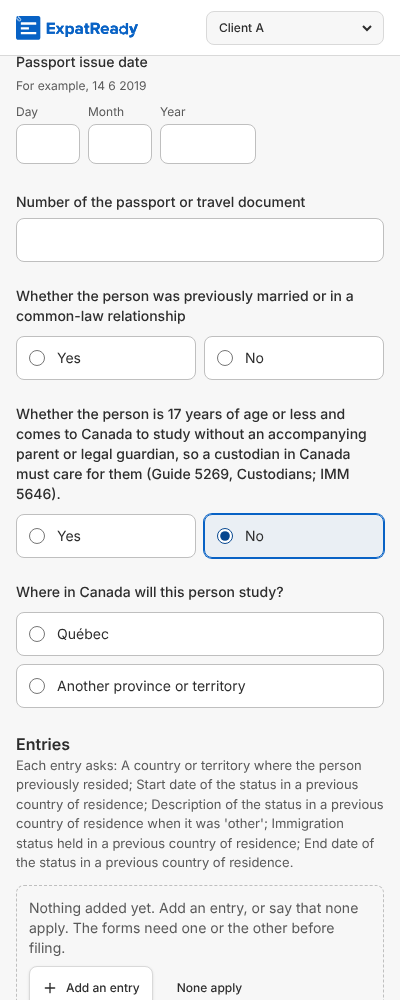 ExpatReady
Client A
Passport issue date
For example, 14 6 2019
Day Month Year
Number of the passport or travel document
Whether the person was previously married or in a
common-law relationship
Yes No
Whether the person is 17 years of age or less and
comes to Canada to study without an accompanying
parent or legal guardian, so a custodian in Canada
must care for them (Guide 5269, Custodians; IMM
5646).
Yes No
Where in Canada will this person study?
Québec
Another province or territory
Entries
Each entry asks: A country or territory where the person
previously resided; Start date of the status in a previous
country of residence; Description of the status in a previous
country of residence when it was 'other'; Immigration
status held in a previous country of residence; End date of
the status in a previous country of residence.
Nothing added yet. Add an entry, or say that none
apply. The forms need one or the other before
filing.
+ Add an entry None apply